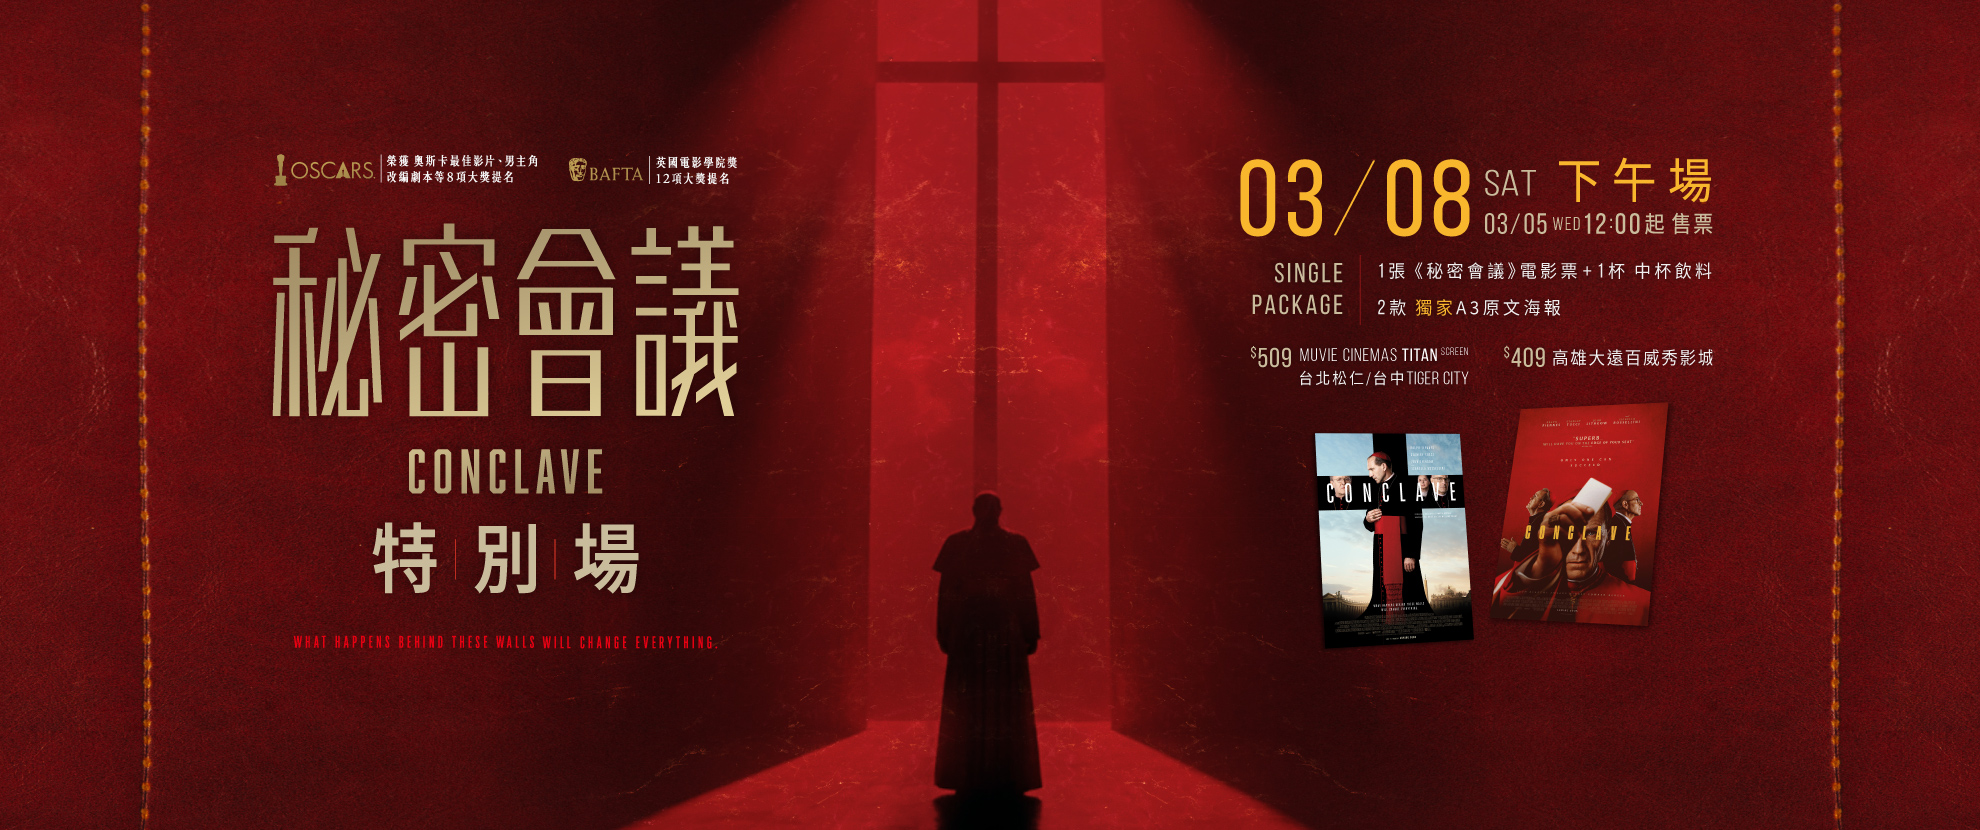 OSCARS
榮獲 奧斯卡最佳影片、男主角
改編劇本等8項大獎提名
BAFTA
英國電影學院獎
12項大獎提名
秘密會議
CONCLAVE
特別場
WHAT HAPPENS BEHIND THESE WALLS WILL CHANGE EVERYTHING.
03/08 SAT 下午場
03/05 WED 12:00起 售票
SINGLE PACKAGE
1張《秘密會議》電影票+1杯 中杯飲料
2款 獨家A3原文海報
$509 MUVIE CINEMAS TITAN SCREEN
台北松仁/台中TIGER CITY
$409 高雄大遠百威秀影城
CONCLAVE
"SUPERB
ONLY ONE CAN
SUCCEED
CONCLAVE